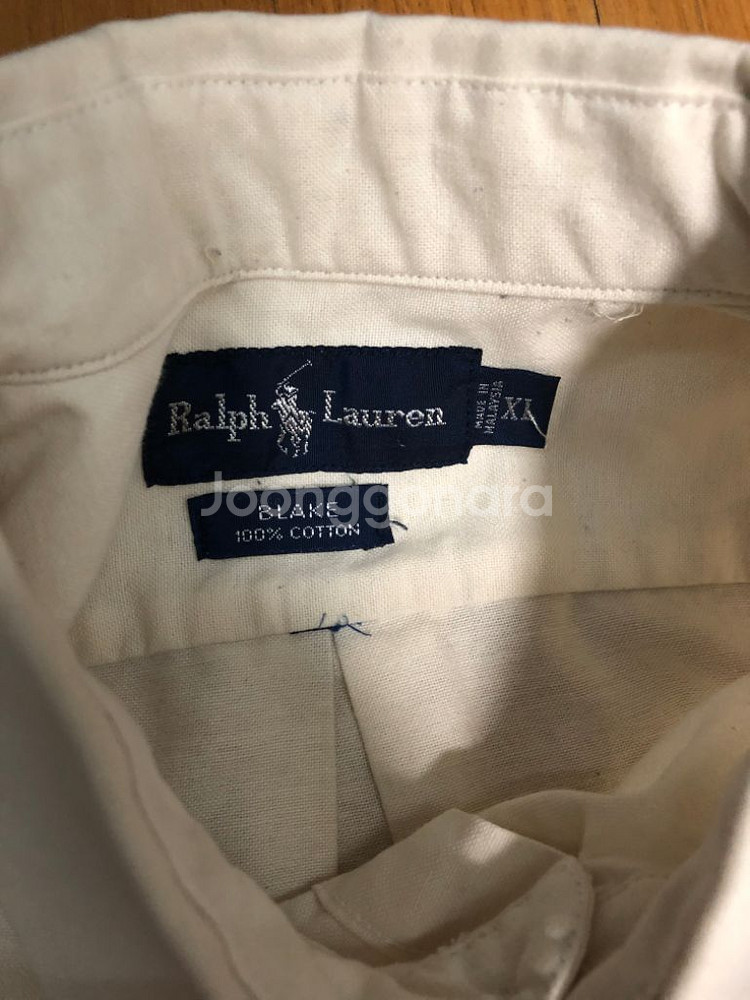 Ralph Lauren
MADE IN
MALAYSIA
XL
Joonggonara
BLAKE
100% COTTON